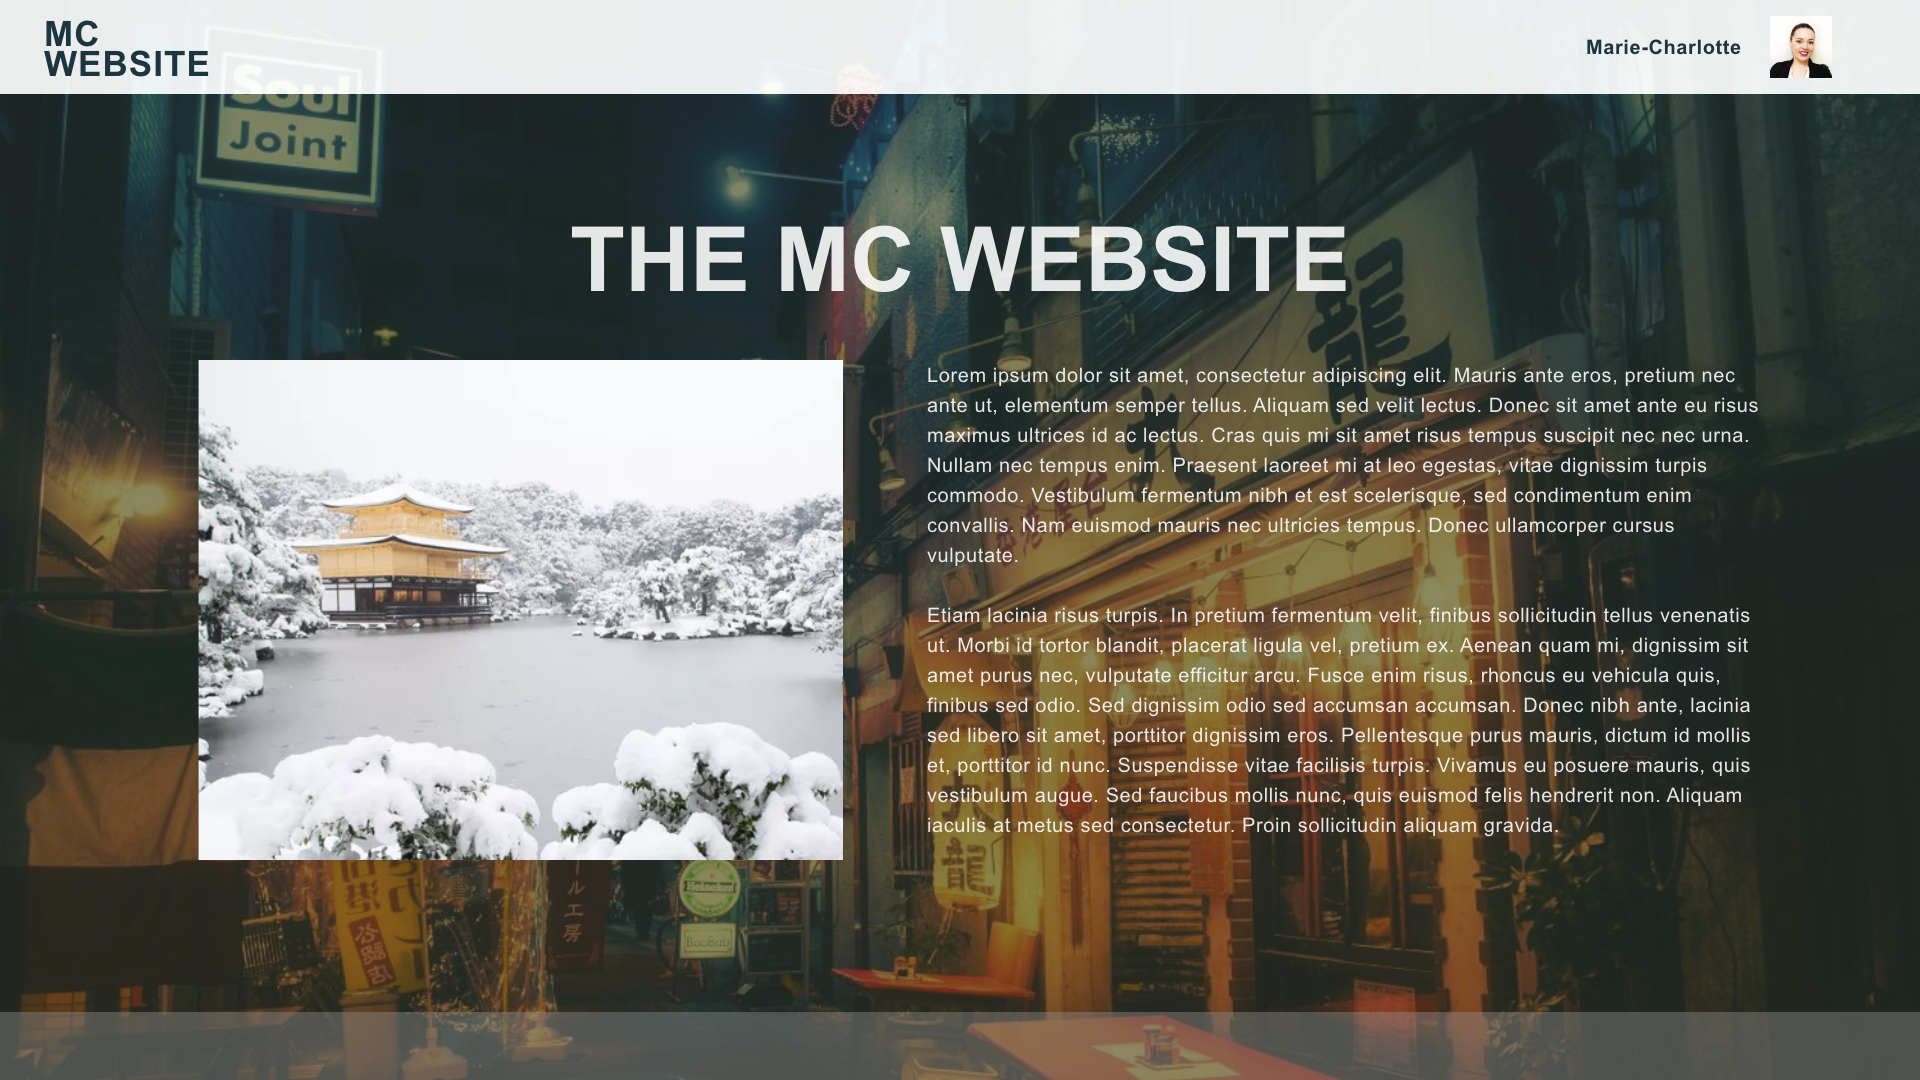 MC
WEBSITE
Marie-Charlotte
Soul
Joint
THE MC WEBSITE
龍
九
Lorem ipsum dolor sit amet, consectetur adipiscing elit. Mauris ante eros, pretium nec
ante ut, elementum semper tellus. Aliquam sed velit lectus. Donec sit amet ante eu risus
maximus ultrices id ac lectus. Cras quis mi sit amet risus tempus suscipit nec nec urna.
Nullam nec tempus enim. Praesent laoreet mi at leo egestas, vitae dignissim turpis
commodo. Vestibulum fermentum nibh et est scelerisque, sed condimentum enim
convallis. Nam euismod mauris nec ultricies tempus. Donec ullamcorper cursus
vulputate.
Etiam lacinia risus turpis. In pretium fermentum velit, finibus sollicitudin tellus venenatis
ut. Morbi id tortor blandit, placerat ligula vel, pretium ex. Aenean quam mi, dignissim sit
amet purus nec, vulputate efficitur arcu. Fusce enim risus, rhoncus eu vehicula quis,
finibus sed odio. Sed dignissim odio sed accumsan accumsan. Donec nibh ante, lacinia
sed libero sit amet, porttitor dignissim eros. Pellentesque purus mauris, dictum id mollis
et, porttitor id nunc. Suspendisse vitae facilisis turpis. Vivamus eu posuere mauris, quis
vestibulum augue. Sed faucibus mollis nunc, quis euismod felis hendrerit non. Aliquam
iaculis at metus sed consectetur. Proin sollicitudin aliquam gravida.
龍
公認店
工房
BaoBab